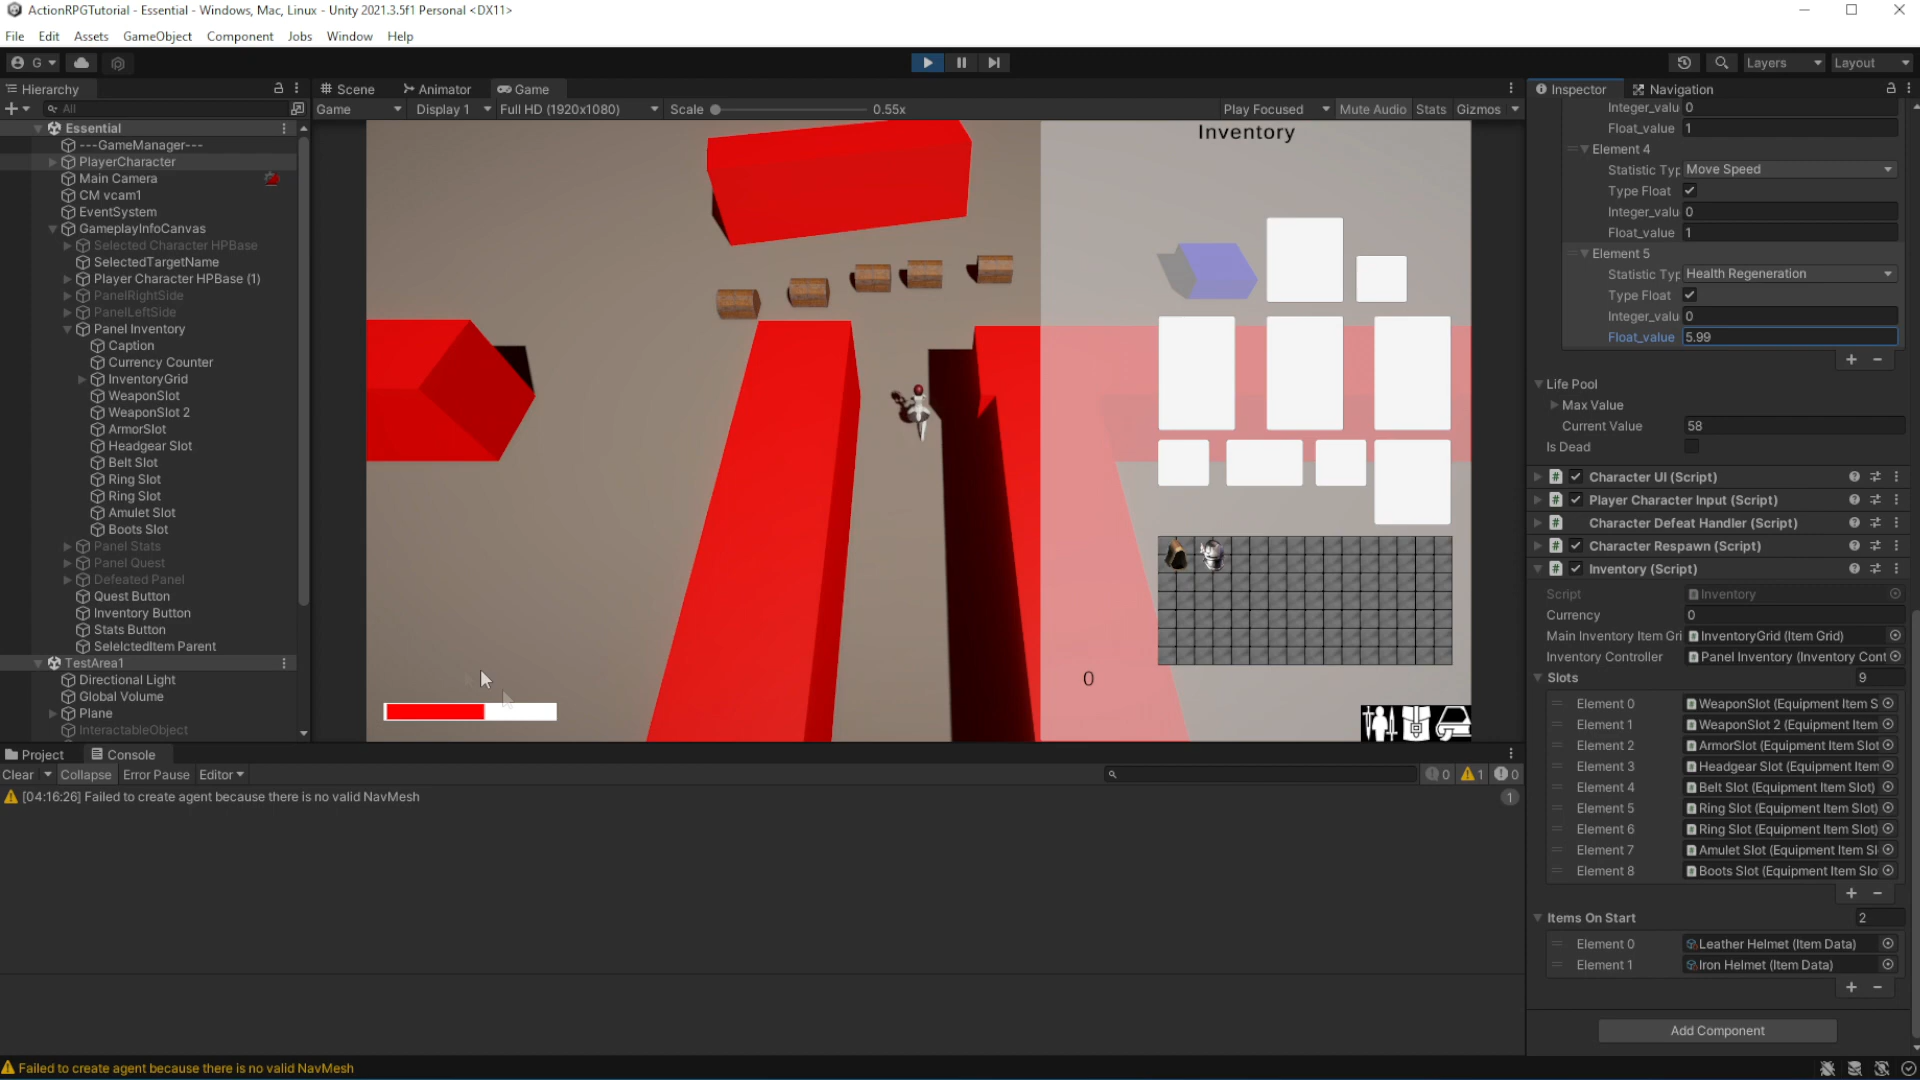 ActionRPGTutorial - Essential - Windows, Mac, Linux - Unity 2021.3.5f1 Personal <DX11>
File Edit Assets GameObject Component Jobs Window Help
G Layers Layout
Hierarchy
All
Essential
---GameManager---
PlayerCharacter
Main Camera
CM vcam1
EventSystem
GameplayInfoCanvas
Selected Character HPBase
SelectedTargetName
Player Character HPBase (1)
PanelRightSide
PanelLeftSide
Panel Inventory
Caption
Currency Counter
InventoryGrid
WeaponSlot
WeaponSlot 2
ArmorSlot
Headgear Slot
Belt Slot
Ring Slot
Ring Slot
Amulet Slot
Boots Slot
Panel Stats
Panel Quest
Defeated Panel
Quest Button
Inventory Button
Stats Button
SelelctedItem Parent
TestArea1
Directional Light
Global Volume
Plane
InteractableObject
Scene Animator Game
Game Display 1 Full HD (1920x1080) Scale 0.55x Play Focused Mute Audio Stats Gizmos
Inventory
0
Inspector Navigation
Integer_valu 0
Float_value 1
Element 4
Statistic Typ Move Speed
Type Float
Integer_valu 0
Float_value 1
Element 5
Statistic Typ Health Regeneration
Type Float
Integer_valu 0
Float_value 5.99
Life Pool
Max Value
Current Value 58
Is Dead
Character UI (Script)
Player Character Input (Script)
Character Defeat Handler (Script)
Character Respawn (Script)
Inventory (Script)
Script Inventory
Currency 0
Main Inventory Item Gri InventoryGrid (Item Grid)
Inventory Controller Panel Inventory (Inventory Cont
Slots 9
Element 0 WeaponSlot (Equipment Item S
Element 1 WeaponSlot 2 (Equipment Item
Element 2 ArmorSlot (Equipment Item Slot
Element 3 Headgear Slot (Equipment Item
Element 4 Belt Slot (Equipment Item Slot)
Element 5 Ring Slot (Equipment Item Slot)
Element 6 Ring Slot (Equipment Item Slot)
Element 7 Amulet Slot (Equipment Item Sl
Element 8 Boots Slot (Equipment Item Slo
Items On Start 2
Element 0 Leather Helmet (Item Data)
Element 1 Iron Helmet (Item Data)
Add Component
Project Console
Clear Collapse Error Pause Editor 0 1 0
[04:16:26] Failed to create agent because there is no valid NavMesh 1
Failed to create agent because there is no valid NavMesh